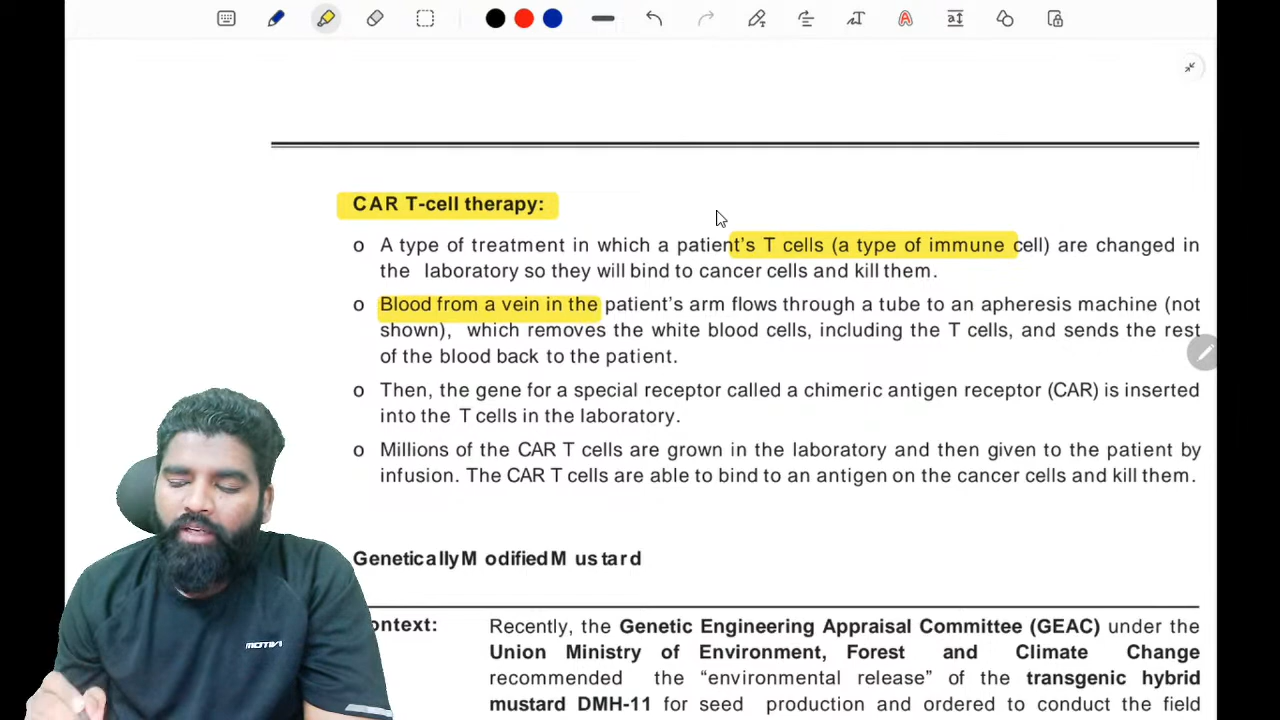 CAR T-cell therapy:
o A type of treatment in which a patient's T cells (a type of immune cell) are changed in
the laboratory so they will bind to cancer cells and kill them.
o Blood from a vein in the patient's arm flows through a tube to an apheresis machine (not
shown), which removes the white blood cells, including the T cells, and sends the rest
of the blood back to the patient.
o Then, the gene for a special receptor called a chimeric antigen receptor (CAR) is inserted
into the T cells in the laboratory.
o Millions of the CAR T cells are grown in the laboratory and then given to the patient by
infusion. The CAR T cells are able to bind to an antigen on the cancer cells and kill them.
Genetically Modified Mustard
ontext: Recently, the Genetic Engineering Appraisal Committee (GEAC) under the
Union Ministry of Environment, Forest and Climate Change
recommended the “environmental release” of the transgenic hybrid
mustard DMH-11 for seed production and ordered to conduct the field